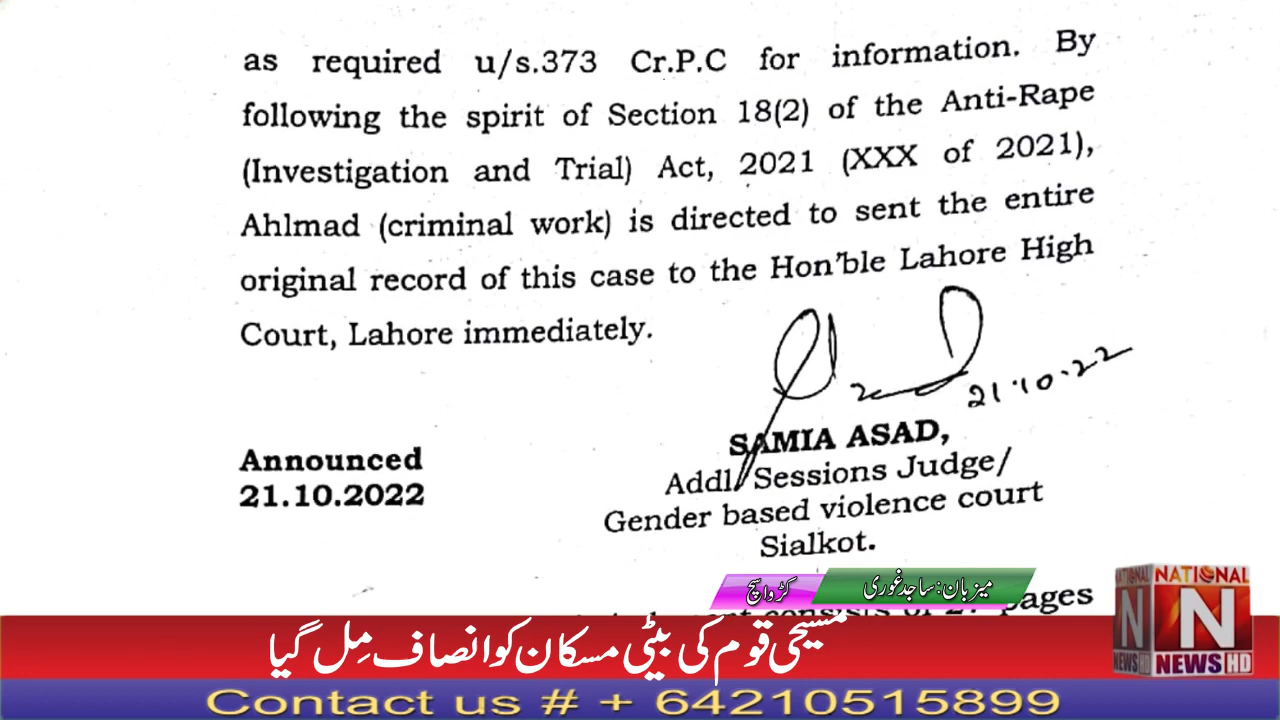 as required u/s.373 Cr.P.C for information. By
following the spirit of Section 18(2) of the Anti-Rape
(Investigation and Trial) Act, 2021 (XXX of 2021),
Ahlmad (criminal work) is directed to sent the entire
original record of this case to the Hon'ble Lahore High
Court, Lahore immediately.
21.10.22
Announced
21.10.2022
SAMIA ASAD,
Addl/Sessions Judge/
Gender based violence court
Sialkot.
کڑوا سچ
میزبان: ساجد غوری
consists of
pages
مسیحی قوم کی بیٹی مسکان کو انصاف مِل گیا
NATIONAL
N N
NEWS NEWS HD
Contact us # + 64210515899